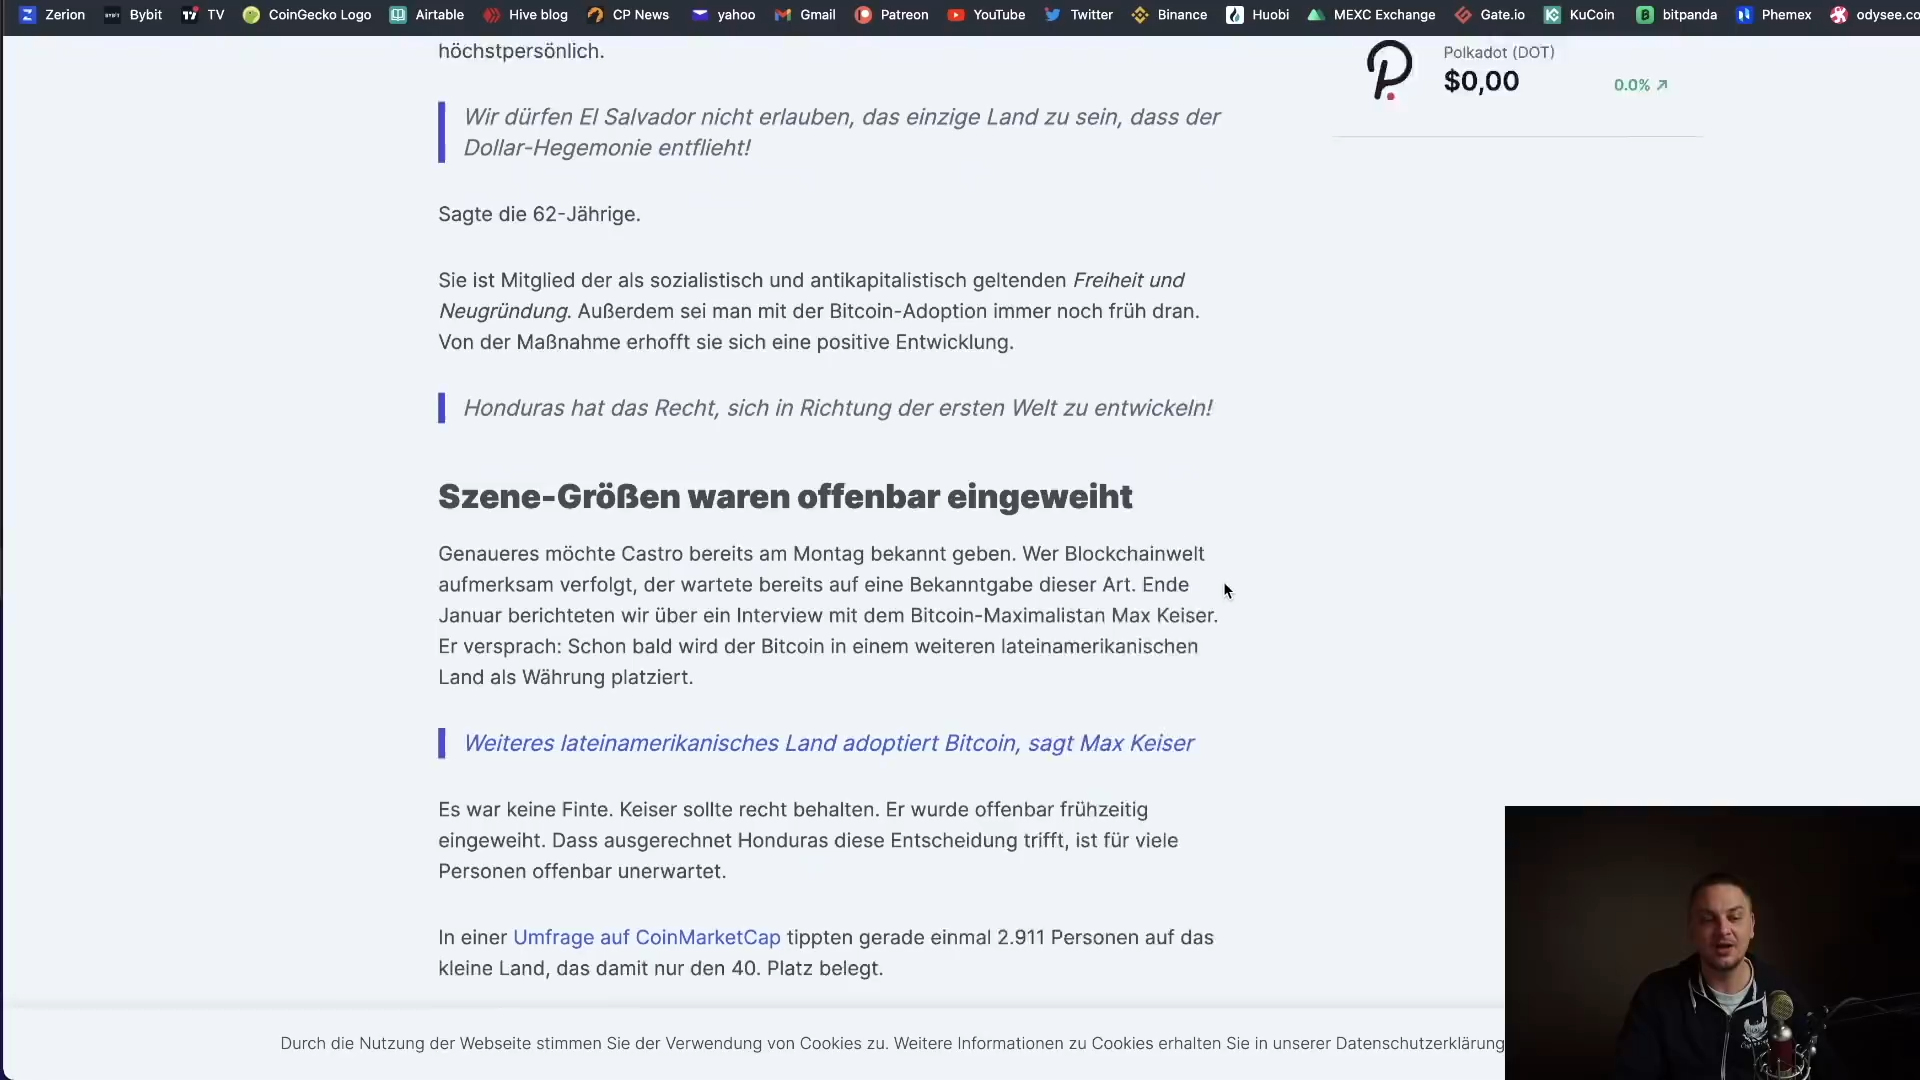 Zerion Bybit TV CoinGecko Logo Airtable Hive blog CP News yahoo Gmail Patreon YouTube Twitter Binance Huobi MEXC Exchange Gate.io KuCoin bitpanda Phemex odysee.co
höchstpersönlich.
Polkadot (DOT)
$0,00
0.0%
Wir dürfen El Salvador nicht erlauben, das einzige Land zu sein, dass der
Dollar-Hegemonie entflieht!
Sagte die 62-Jährige.
Sie ist Mitglied der als sozialistisch und antikapitalistisch geltenden Freiheit und
Neugründung. Außerdem sei man mit der Bitcoin-Adoption immer noch früh dran.
Von der Maßnahme erhofft sie sich eine positive Entwicklung.
Honduras hat das Recht, sich in Richtung der ersten Welt zu entwickeln!
Szene-Größen waren offenbar eingeweiht
Genaueres möchte Castro bereits am Montag bekannt geben. Wer Blockchainwelt
aufmerksam verfolgt, der wartete bereits auf eine Bekanntgabe dieser Art. Ende
Januar berichteten wir über ein Interview mit dem Bitcoin-Maximalistan Max Keiser.
Er versprach: Schon bald wird der Bitcoin in einem weiteren lateinamerikanischen
Land als Währung platziert.
Weiteres lateinamerikanisches Land adoptiert Bitcoin, sagt Max Keiser
Es war keine Finte. Keiser sollte recht behalten. Er wurde offenbar frühzeitig
eingeweiht. Dass ausgerechnet Honduras diese Entscheidung trifft, ist für viele
Personen offenbar unerwartet.
In einer Umfrage auf CoinMarketCap tippten gerade einmal 2.911 Personen auf das
kleine Land, das damit nur den 40. Platz belegt.
Durch die Nutzung der Webseite stimmen Sie der Verwendung von Cookies zu. Weitere Informationen zu Cookies erhalten Sie in unserer Datenschutzerklärung